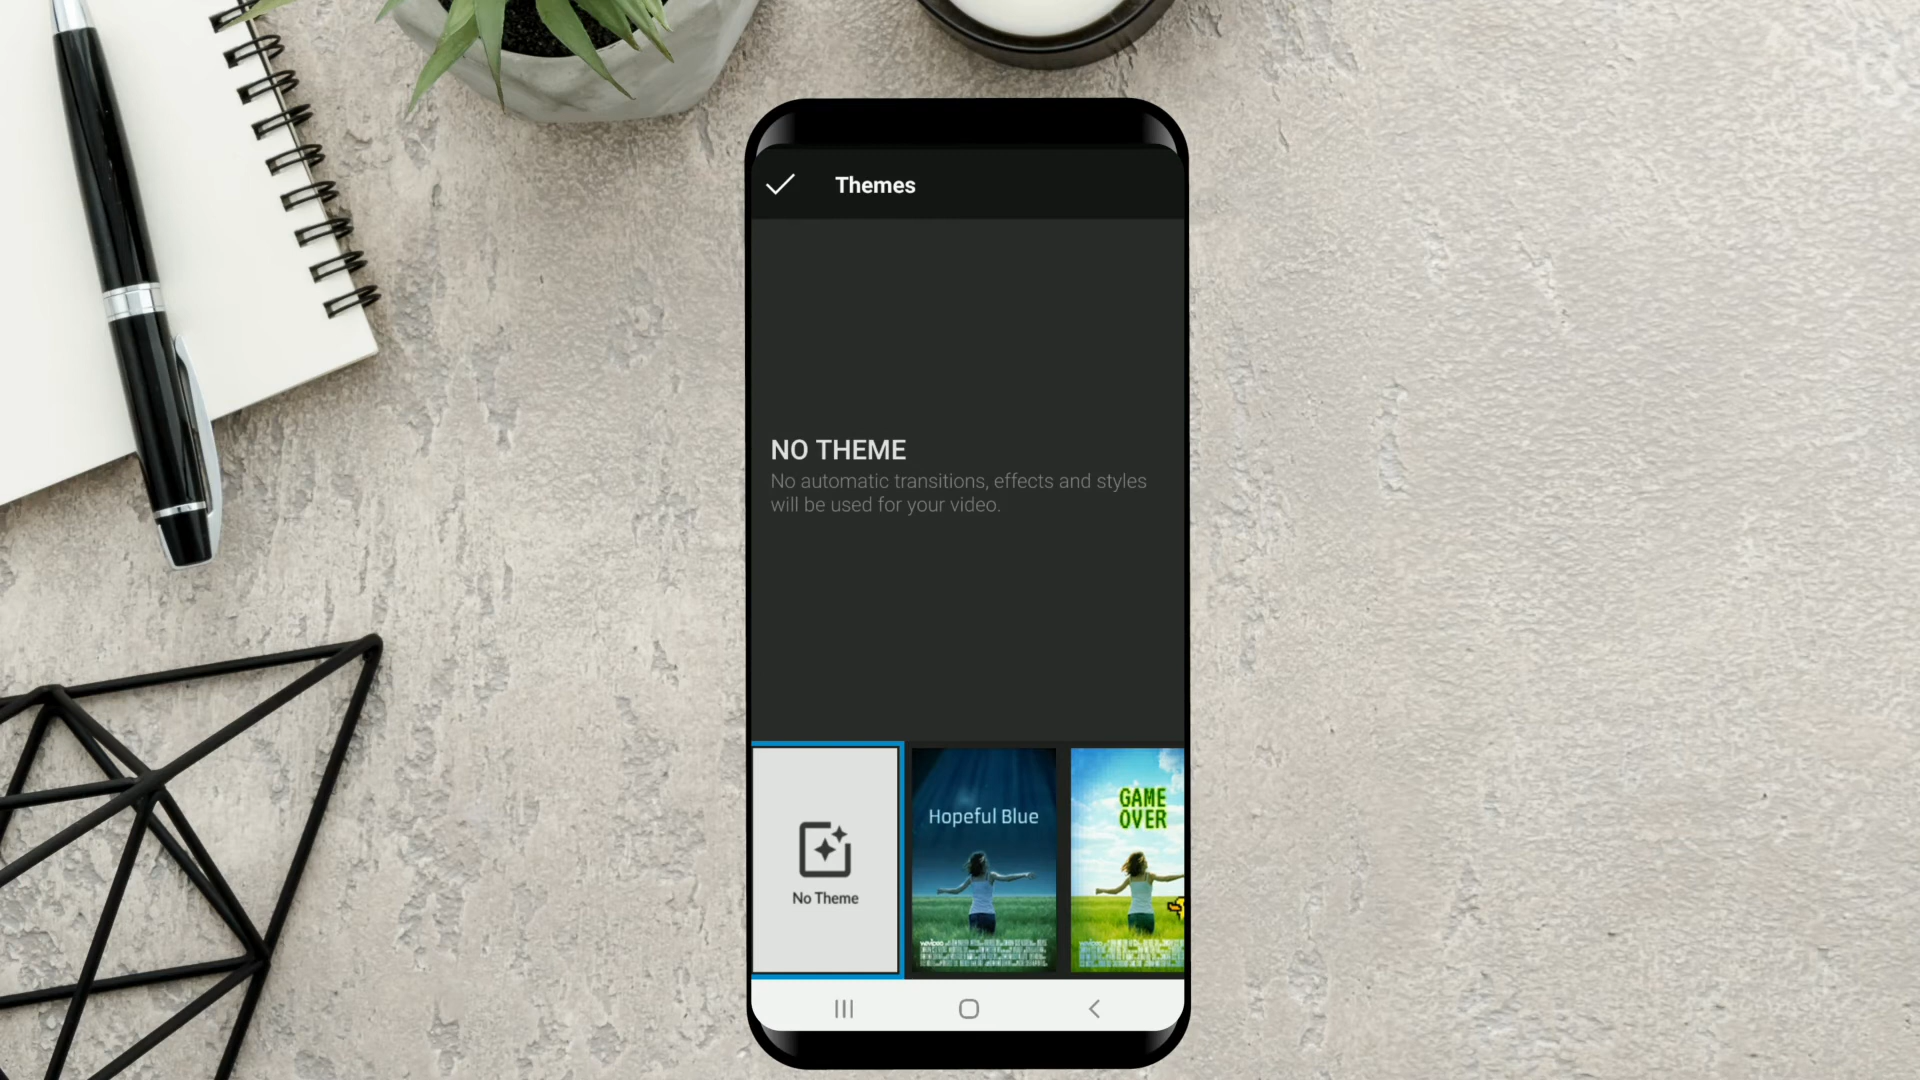 Themes
NO THEME
No automatic transitions, effects and styles
will be used for your video.
No Theme
Hopeful Blue
GAME
OVER